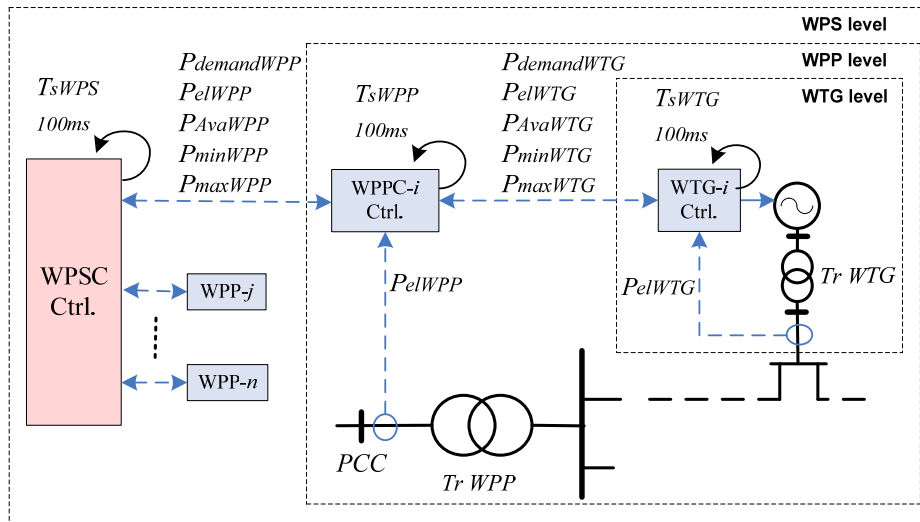 WPS level
WPP level
WTG level
TsWPS
100ms
PdemandWPP
PelWPP
PAvaWPP
PminWPP
PmaxWPP
TsWPP
100ms
PdemandWTG
PelWTG
PAvaWTG
PminWTG
PmaxWTG
TsWTG
100ms
WPSC
Ctrl.
WPPC-i
Ctrl.
WTG-i
Ctrl.
WPP-j
WPP-n
PelWPP
PelWTG
Tr WTG
PCC
Tr WPP